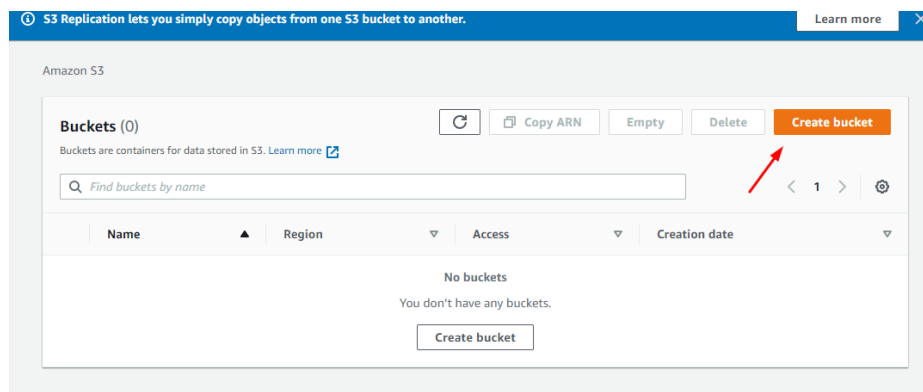 S3 Replication lets you simply copy objects from one S3 bucket to another.
Learn more
Amazon S3
Buckets (0)
Copy ARN
Empty
Delete
Create bucket
Buckets are containers for data stored in S3. Learn more
Find buckets by name
1
Name
Region
Access
Creation date
No buckets
You don't have any buckets.
Create bucket